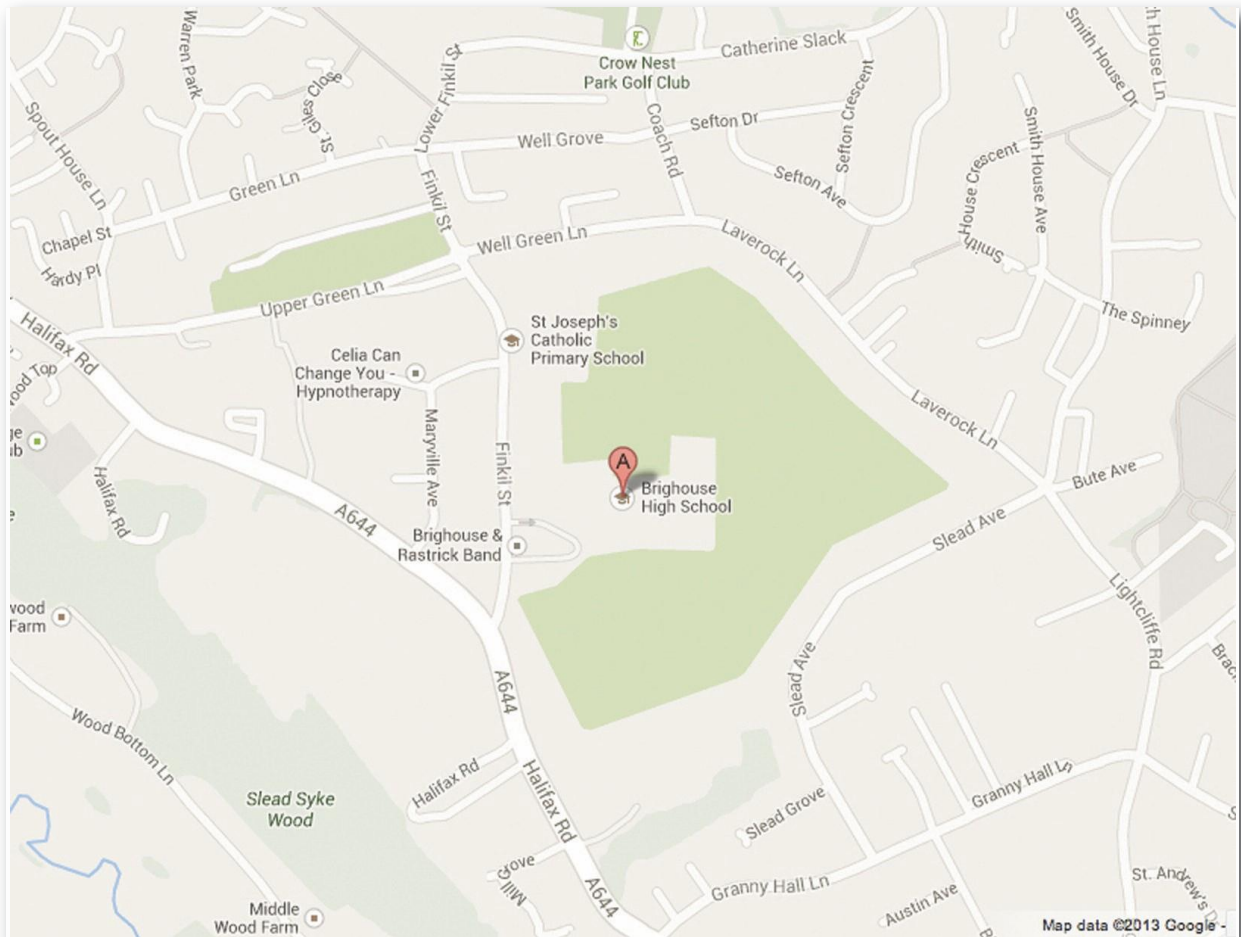 Warren Park
St. Giles Close
Spout House Ln
Lower Finkil St
Crow Nest
Park Golf Club
Catherine Slack
Smith House Dr
Coach Rd
Sefton Dr
Sefton Crescent
Sefton Ave
Well Grove
Green Ln
Finkil St
Chapel St
Hardy Pl
Well Green Ln
Laverock Ln
House Crescent
Smith
Smith House Ave
The Spinney
Upper Green Ln
Halifax Rd
St Joseph's
Catholic
Primary School
Celia Can
Change You -
Hypnotherapy
Maryville Ave
Finkil St
Laverock Ln
Halifax Rd
A644
A
Brighouse
High School
Brighouse &
Rastrick Band
Bute Ave
Slead Ave
Lightcliffe Rd
Farm
A644
Slead Ave
Wood Bottom Ln
Slead Syke
Wood
Halifax Rd
Halifax Rd
Granny Hall Ln
Slead Grove
Mill Grove
A644
Granny Hall Ln
Austin Ave
St. Andrew's
Middle
Wood Farm
Map data ©2013 Google -